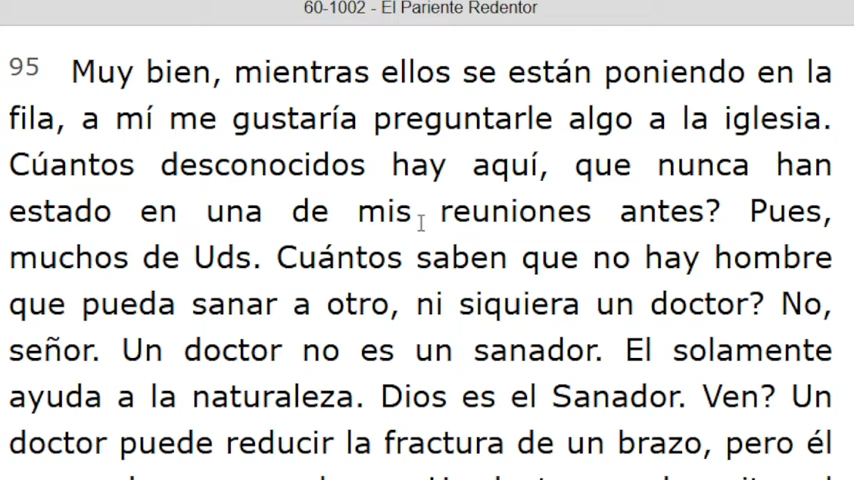 60-1002 - El Pariente Redentor
95 Muy bien, mientras ellos se están poniendo en la
fila, a mí me gustaría preguntarle algo a la iglesia.
Cúantos desconocidos hay aquí, que nunca han
estado en una de mis reuniones antes? Pues,
muchos de Uds. Cuántos saben que no hay hombre
que pueda sanar a otro, ni siquiera un doctor? No,
señor. Un doctor no es un sanador. El solamente
ayuda a la naturaleza. Dios es el Sanador. Ven? Un
doctor puede reducir la fractura de un brazo, pero él